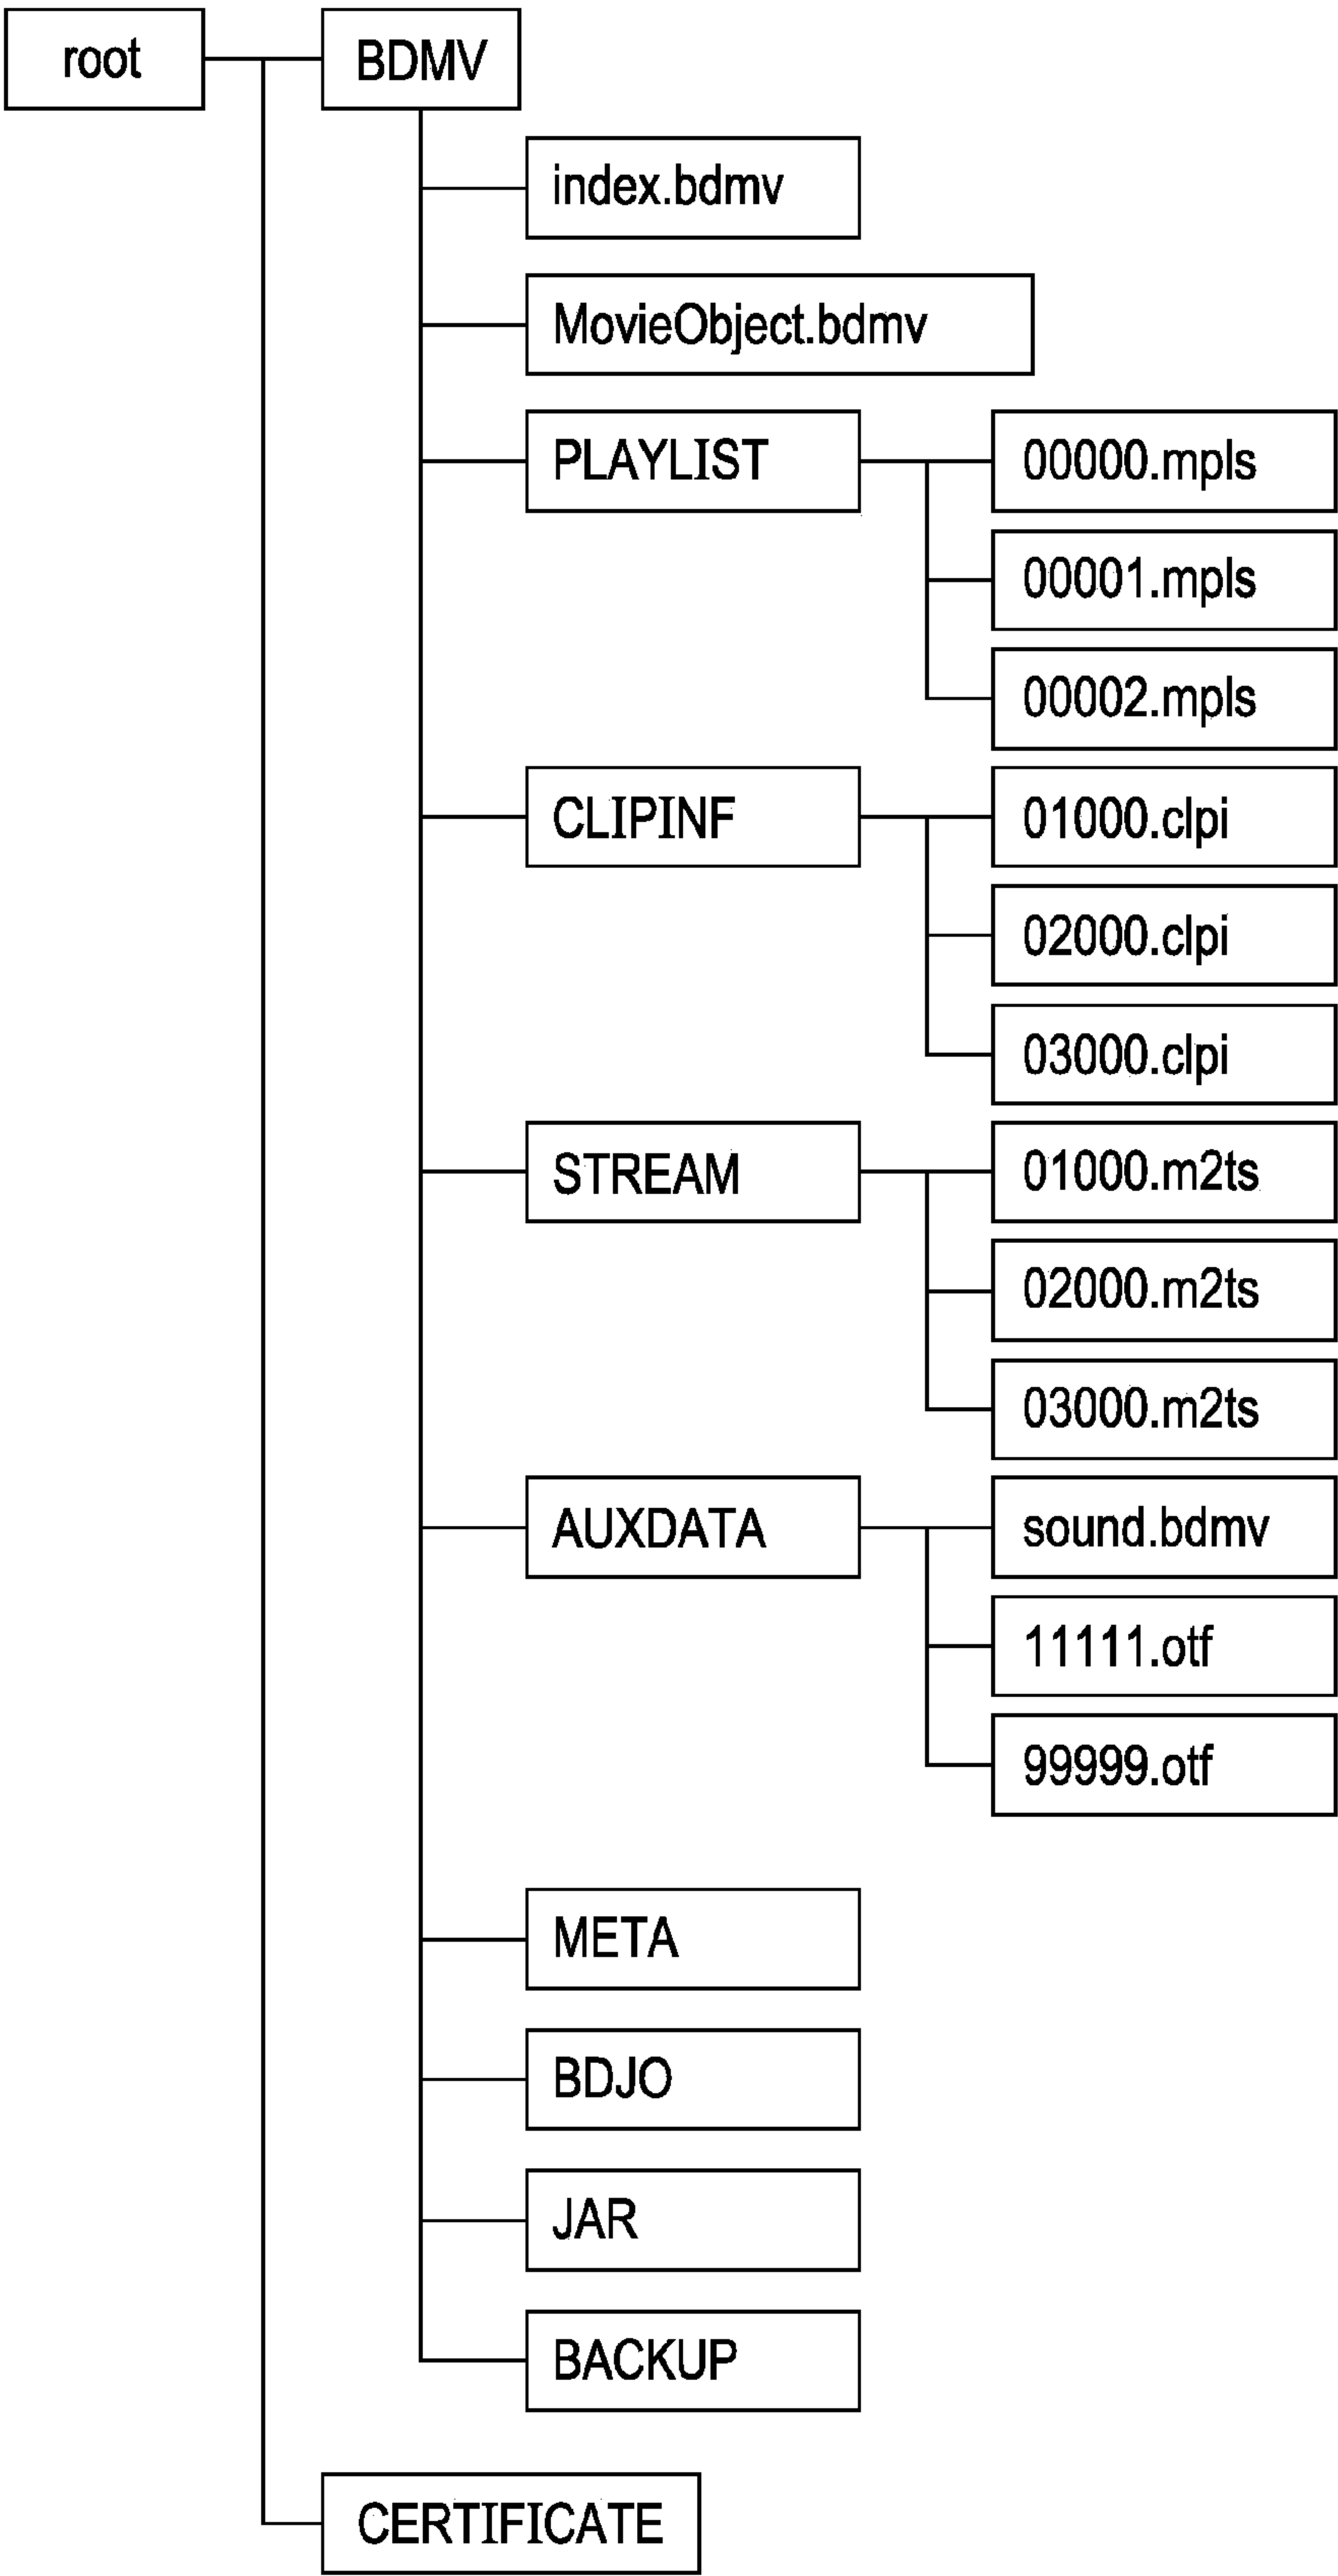 root
BDMV
index.bdmv
MovieObject.bdmv
PLAYLIST
00000.mpls
00001.mpls
00002.mpls
CLIPINF
01000.clpi
02000.clpi
03000.clpi
STREAM
01000.m2ts
02000.m2ts
03000.m2ts
AUXDATA
sound.bdmv
11111.otf
99999.otf
META
BDJO
JAR
BACKUP
CERTIFICATE